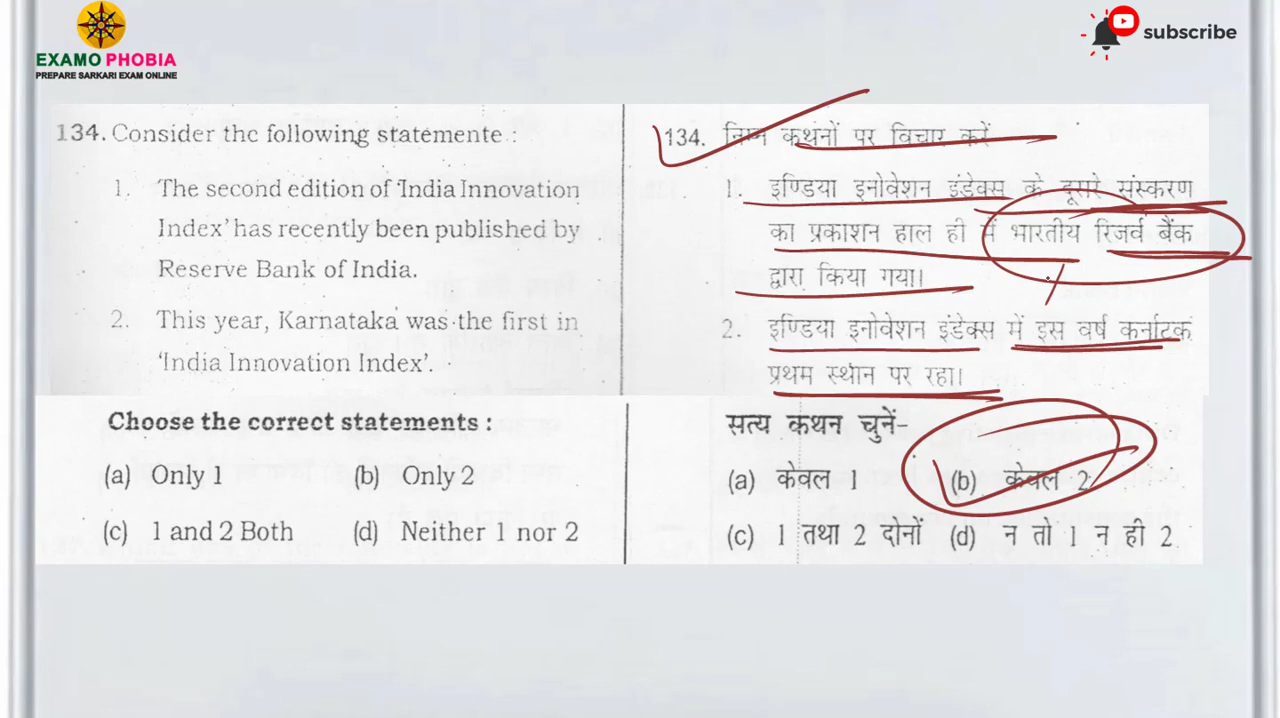 EXAMO PHOBIA
PREPARE SARKARI EXAM ONLINE
subscribe
134. Consider thc following statemente :
1. The second edition of 'India Innovation
Index' has recently been published by
Reserve Bank of India.
2. This year, Karnataka was the first in
'India Innovation Index'.
Choose the correct statements :
(a) Only 1 (b) Only 2
(c) 1 and 2 Both (d) Neither 1 nor 2
134. निम्न कथनों पर विचार करें
1. इण्डिया इनोवेशन इंडेक्स के दूसरे संस्करण
का प्रकाशन हाल ही में भारतीय रिजर्व बैंक
द्वारा किया गया।
2. इण्डिया इनोवेशन इंडेक्स में इस वर्ष कर्नाटक
प्रथम स्थान पर रहा।
सत्य कथन चुनें-
(a) केवल 1 (b) केवल 2
(c) 1 तथा 2 दोनों (d) न तो 1 न ही 2